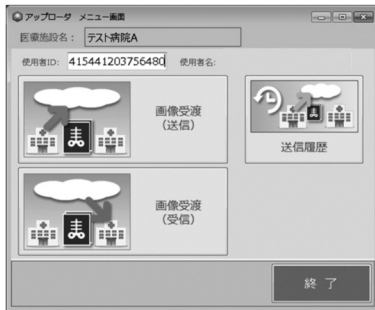 アップローダ メニュー画面
医療施設名： テスト病院A
使用者ID: 415441203756480 使用者名:
画像受渡
（送信）
送信履歴
画像受渡
（受信）
終 了